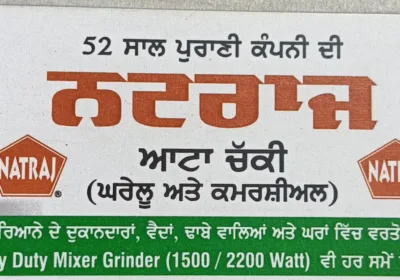 52 ਸਾਲ ਪੁਰਾਣੀ ਕੰਪਨੀ ਦੀ
ਨਟਰਾਜ
NATRAJ
®
ਆਟਾ ਚੱਕੀ
(ਘਰੇਲੂ ਅਤੇ ਕਮਰਸ਼ੀਅਲ)
ਦੇ ਦੁਕਾਨਦਾਰਾਂ, ਵੈਦਾਂ, ਢਾਬੇ ਵਾਲਿਆਂ ਅਤੇ ਘਰਾਂ ਵਿੱਚ
Duty Mixer Grinder (1500 / 2200 Watt) ਵੀ ਹਰ ਸਮੇਂ